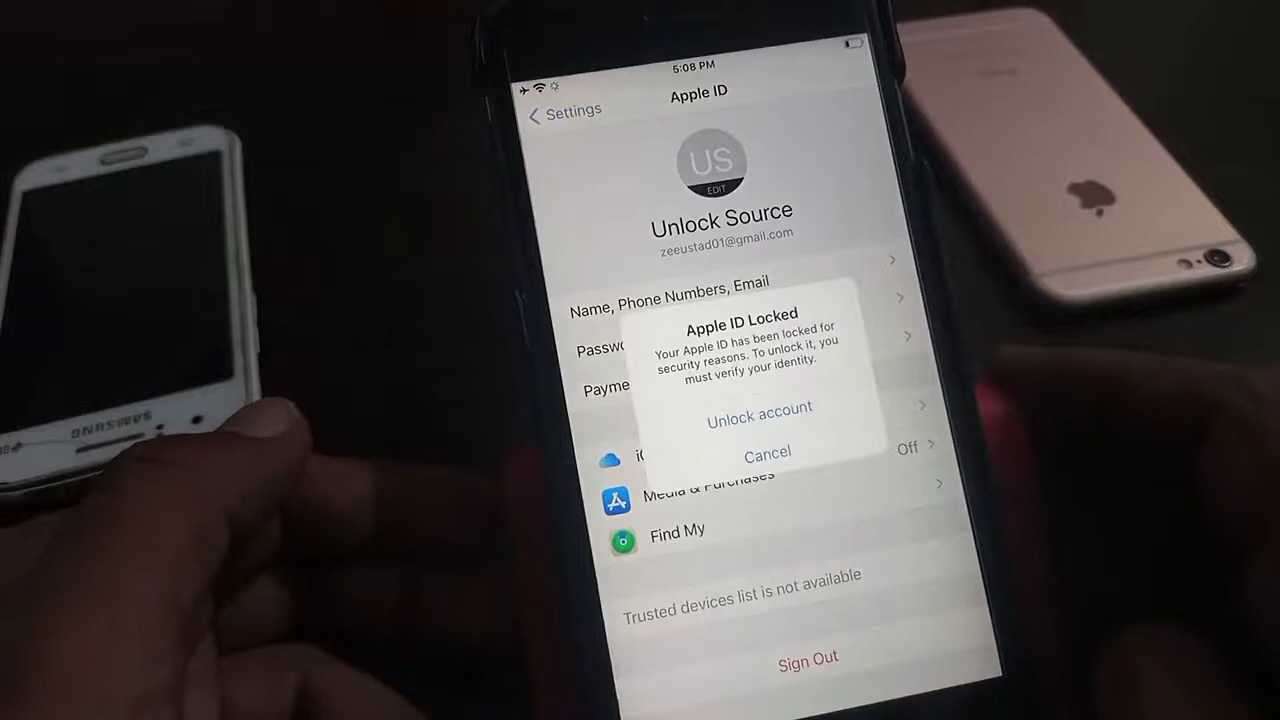 5:08 PM
Settings
Apple ID
US
EDIT
Unlock Source
zeeustad01@gmail.com
Name, Phone Numbers, Email
Passw
Payme
Apple ID Locked
Your Apple ID has been locked for
security reasons. To unlock it, you
must verify your identity.
Unlock account
Cancel
Off
Media & Purchases
Find My
Trusted devices list is not available
Sign Out
SAMSUNG